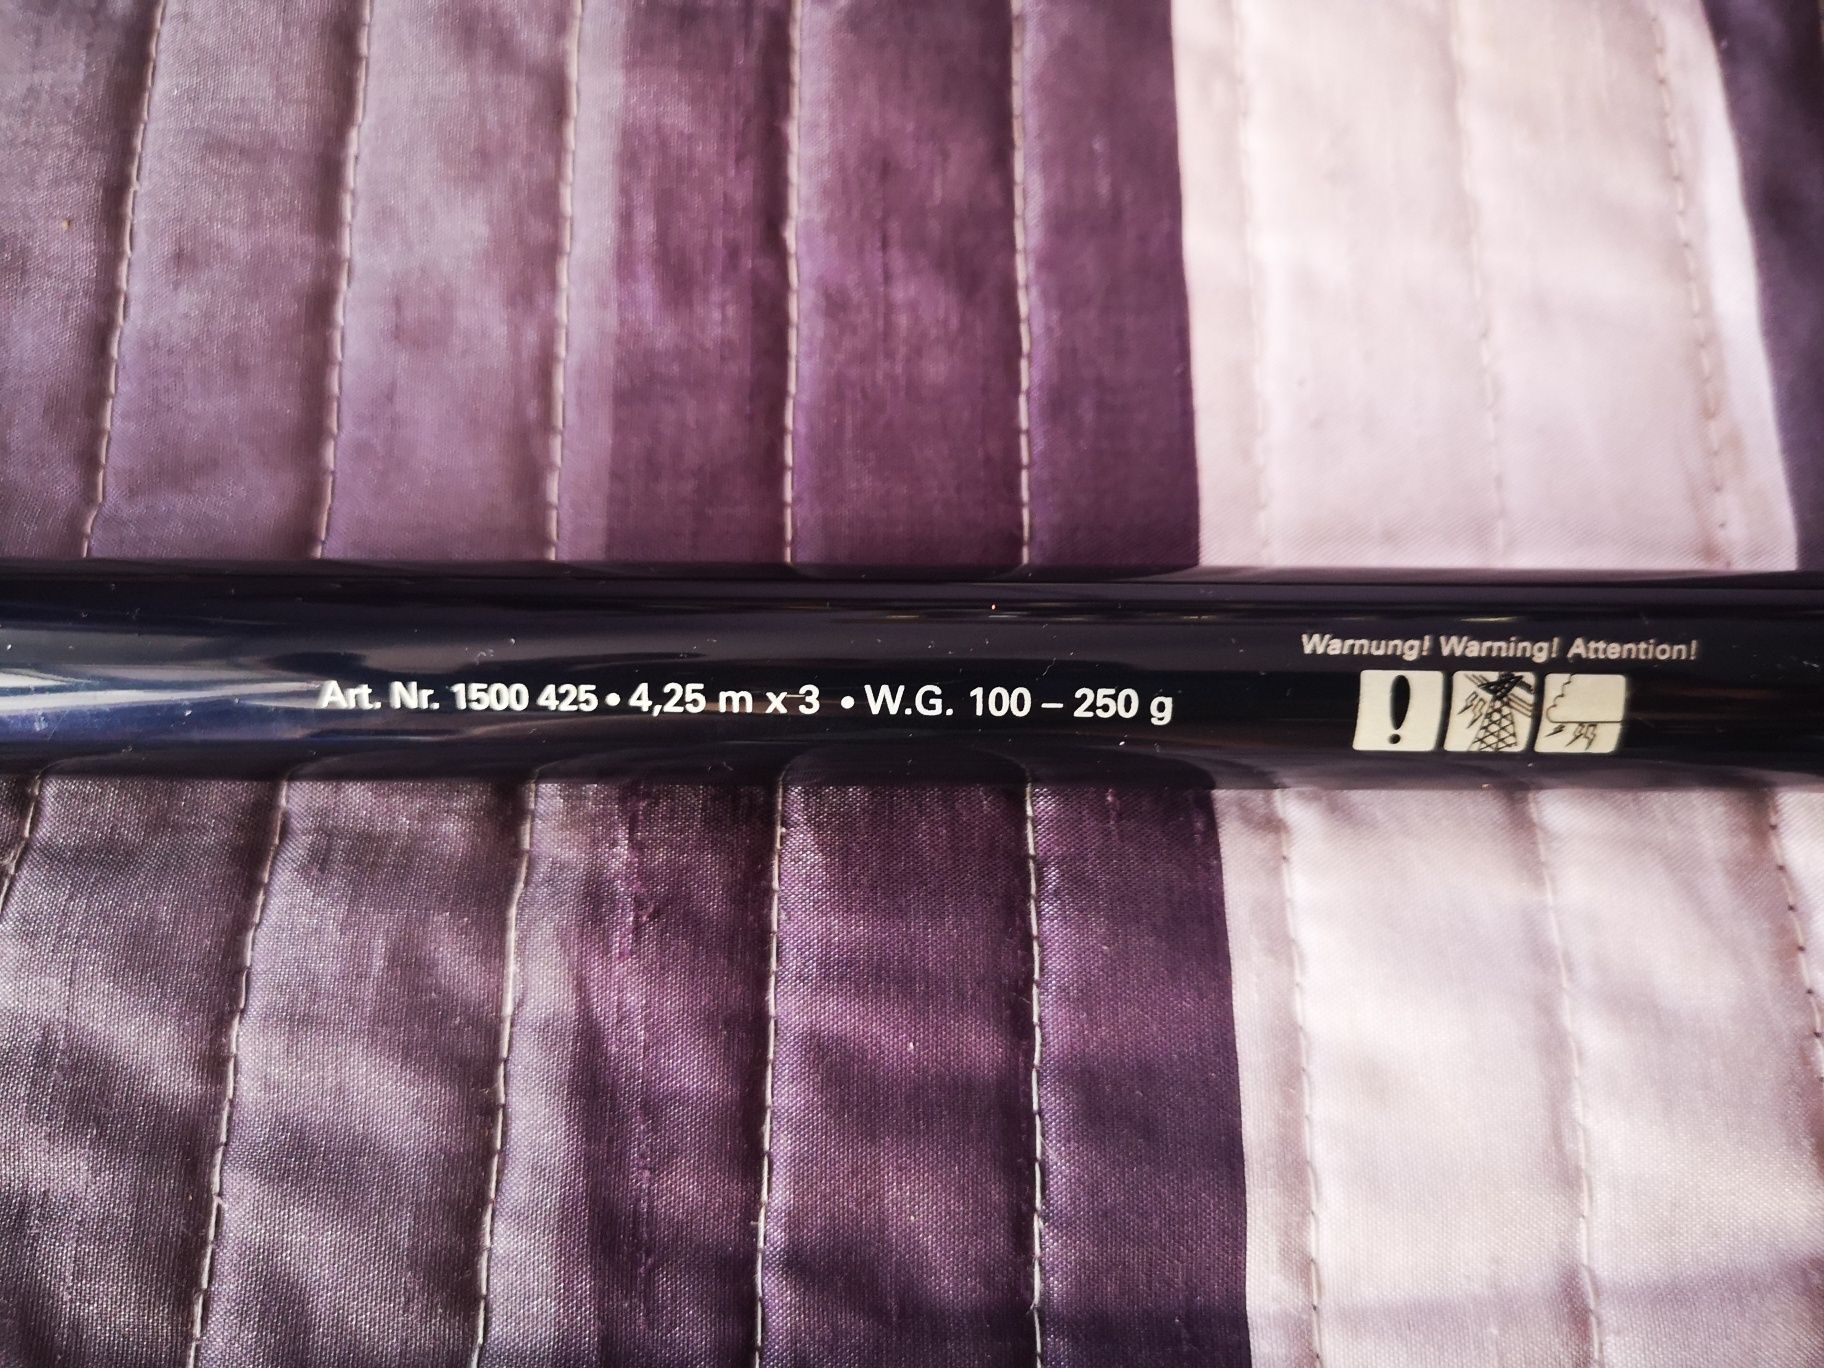 Warnung! Warning! Attention!
Art. Nr. 1500 425 • 4,25 m x 3 • W.G. 100 – 250 g